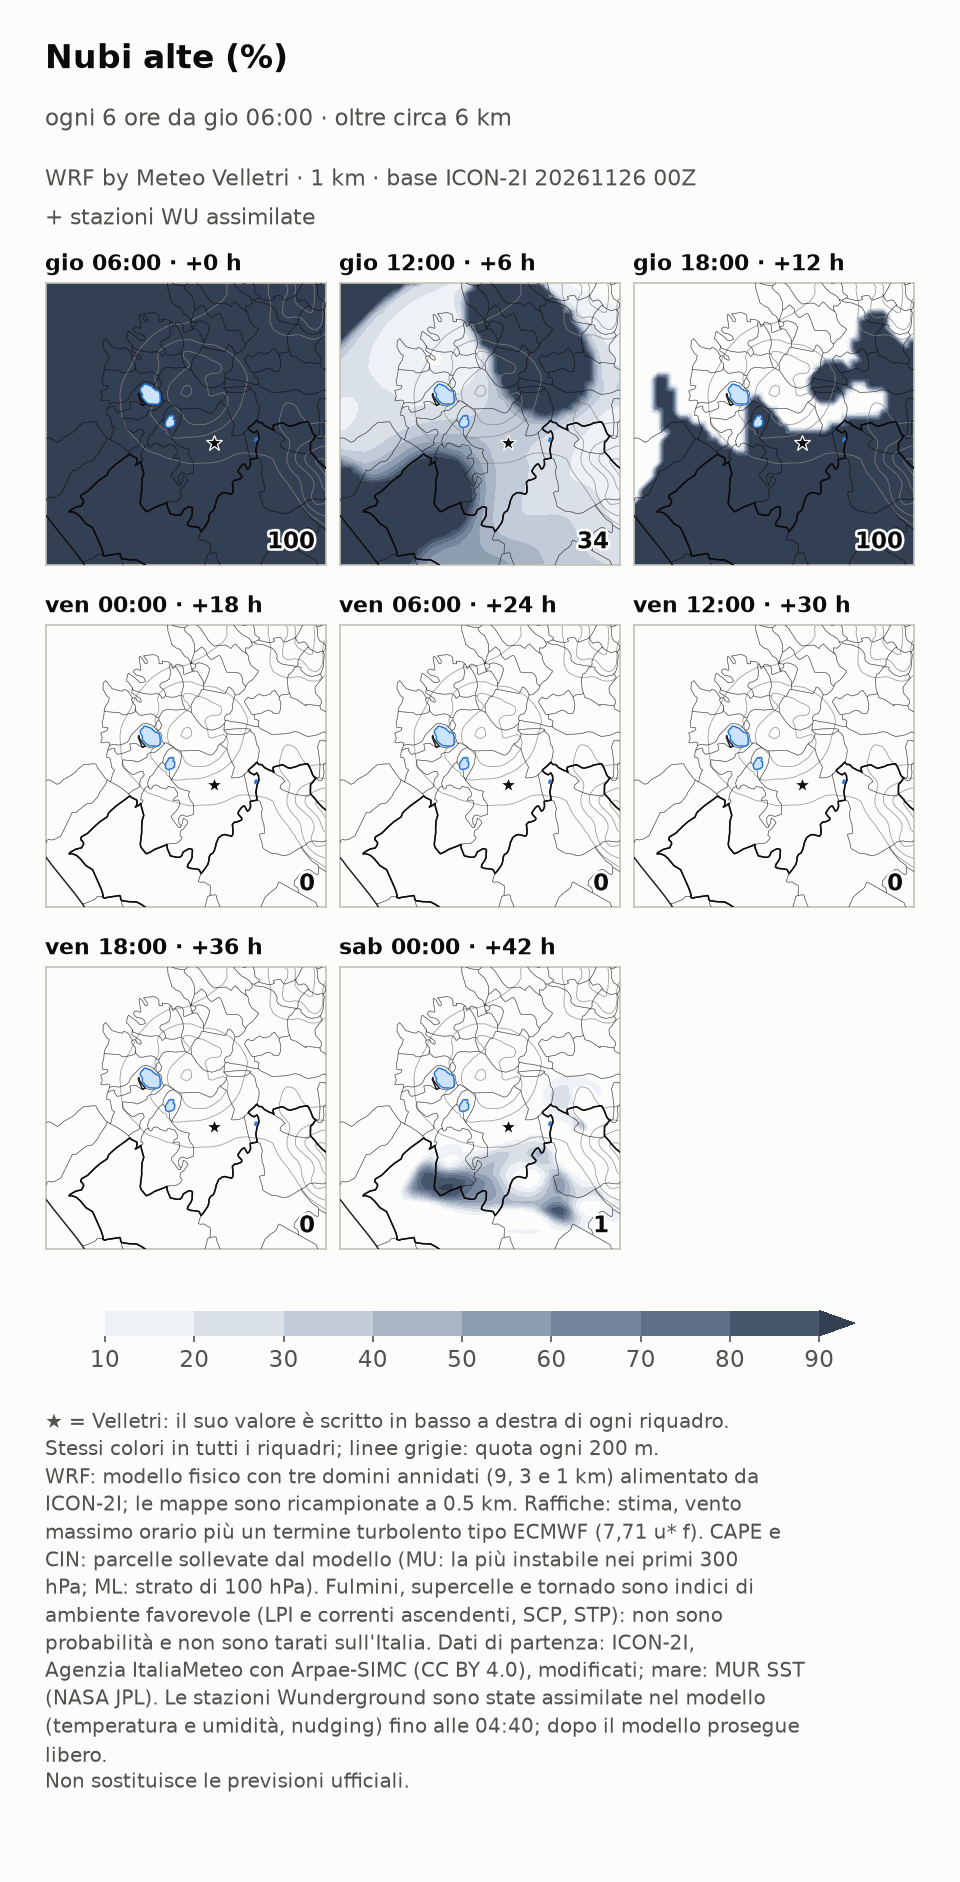 Nubi alte (%)
ogni 6 ore da gio 06:00 · oltre circa 6 km
WRF by Meteo Velletri · 1 km · base ICON-2I 20261126 00Z
+ stazioni WU assimilate
gio 06:00 · +0 h
gio 12:00 · +6 h
gio 18:00 · +12 h
100
34
100
ven 00:00 · +18 h
ven 06:00 · +24 h
ven 12:00 · +30 h
0
0
0
ven 18:00 · +36 h
sab 00:00 · +42 h
0
1
10 20 30 40 50 60 70 80 90
★ = Velletri: il suo valore è scritto in basso a destra di ogni riquadro.
Stessi colori in tutti i riquadri; linee grigie: quota ogni 200 m.
WRF: modello fisico con tre domini annidati (9, 3 e 1 km) alimentato da
ICON-2I; le mappe sono ricampionate a 0.5 km. Raffiche: stima, vento
massimo orario più un termine turbolento tipo ECMWF (7,71 u* f). CAPE e
CIN: parcelle sollevate dal modello (MU: la più instabile nei primi 300
hPa; ML: strato di 100 hPa). Fulmini, supercelle e tornado sono indici di
ambiente favorevole (LPI e correnti ascendenti, SCP, STP): non sono
probabilità e non sono tarati sull'Italia. Dati di partenza: ICON-2I,
Agenzia ItaliaMeteo con Arpae-SIMC (CC BY 4.0), modificati; mare: MUR SST
(NASA JPL). Le stazioni Wunderground sono state assimilate nel modello
(temperatura e umidità, nudging) fino alle 04:40; dopo il modello prosegue
libero.
Non sostituisce le previsioni ufficiali.